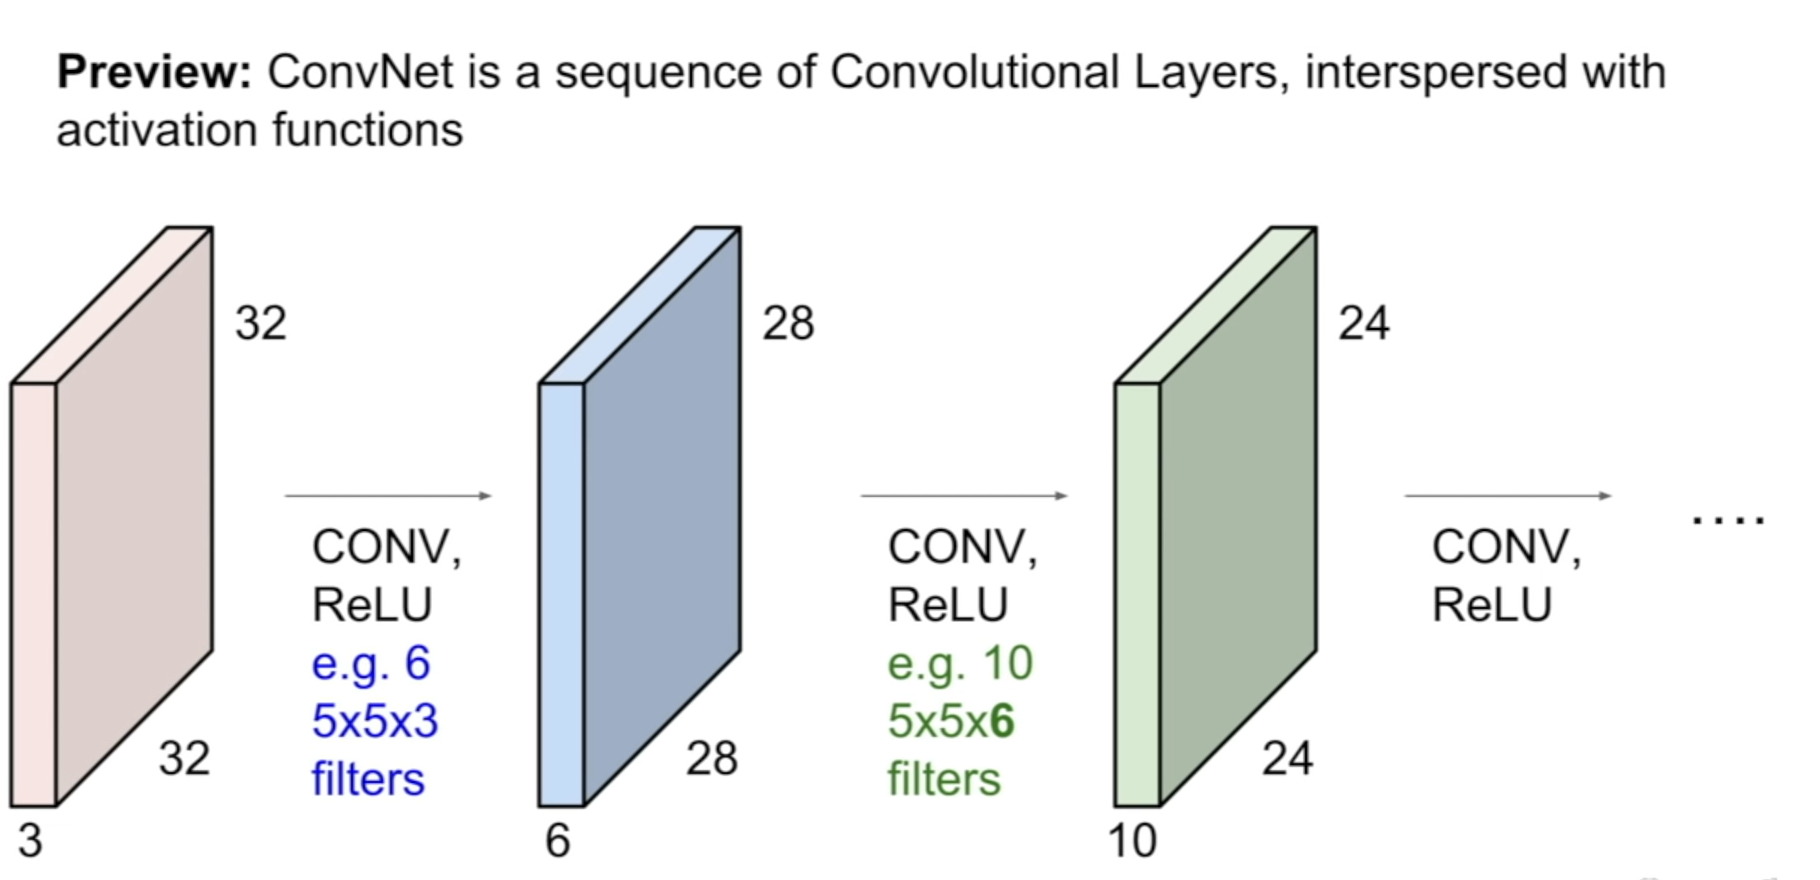 Preview: ConvNet is a sequence of Convolutional Layers, interspersed with
activation functions
32
32
3
CONV,
ReLU
e.g. 6
5x5x3
filters
28
28
6
CONV,
ReLU
e.g. 10
5x5x6
filters
24
24
10
CONV,
ReLU
....